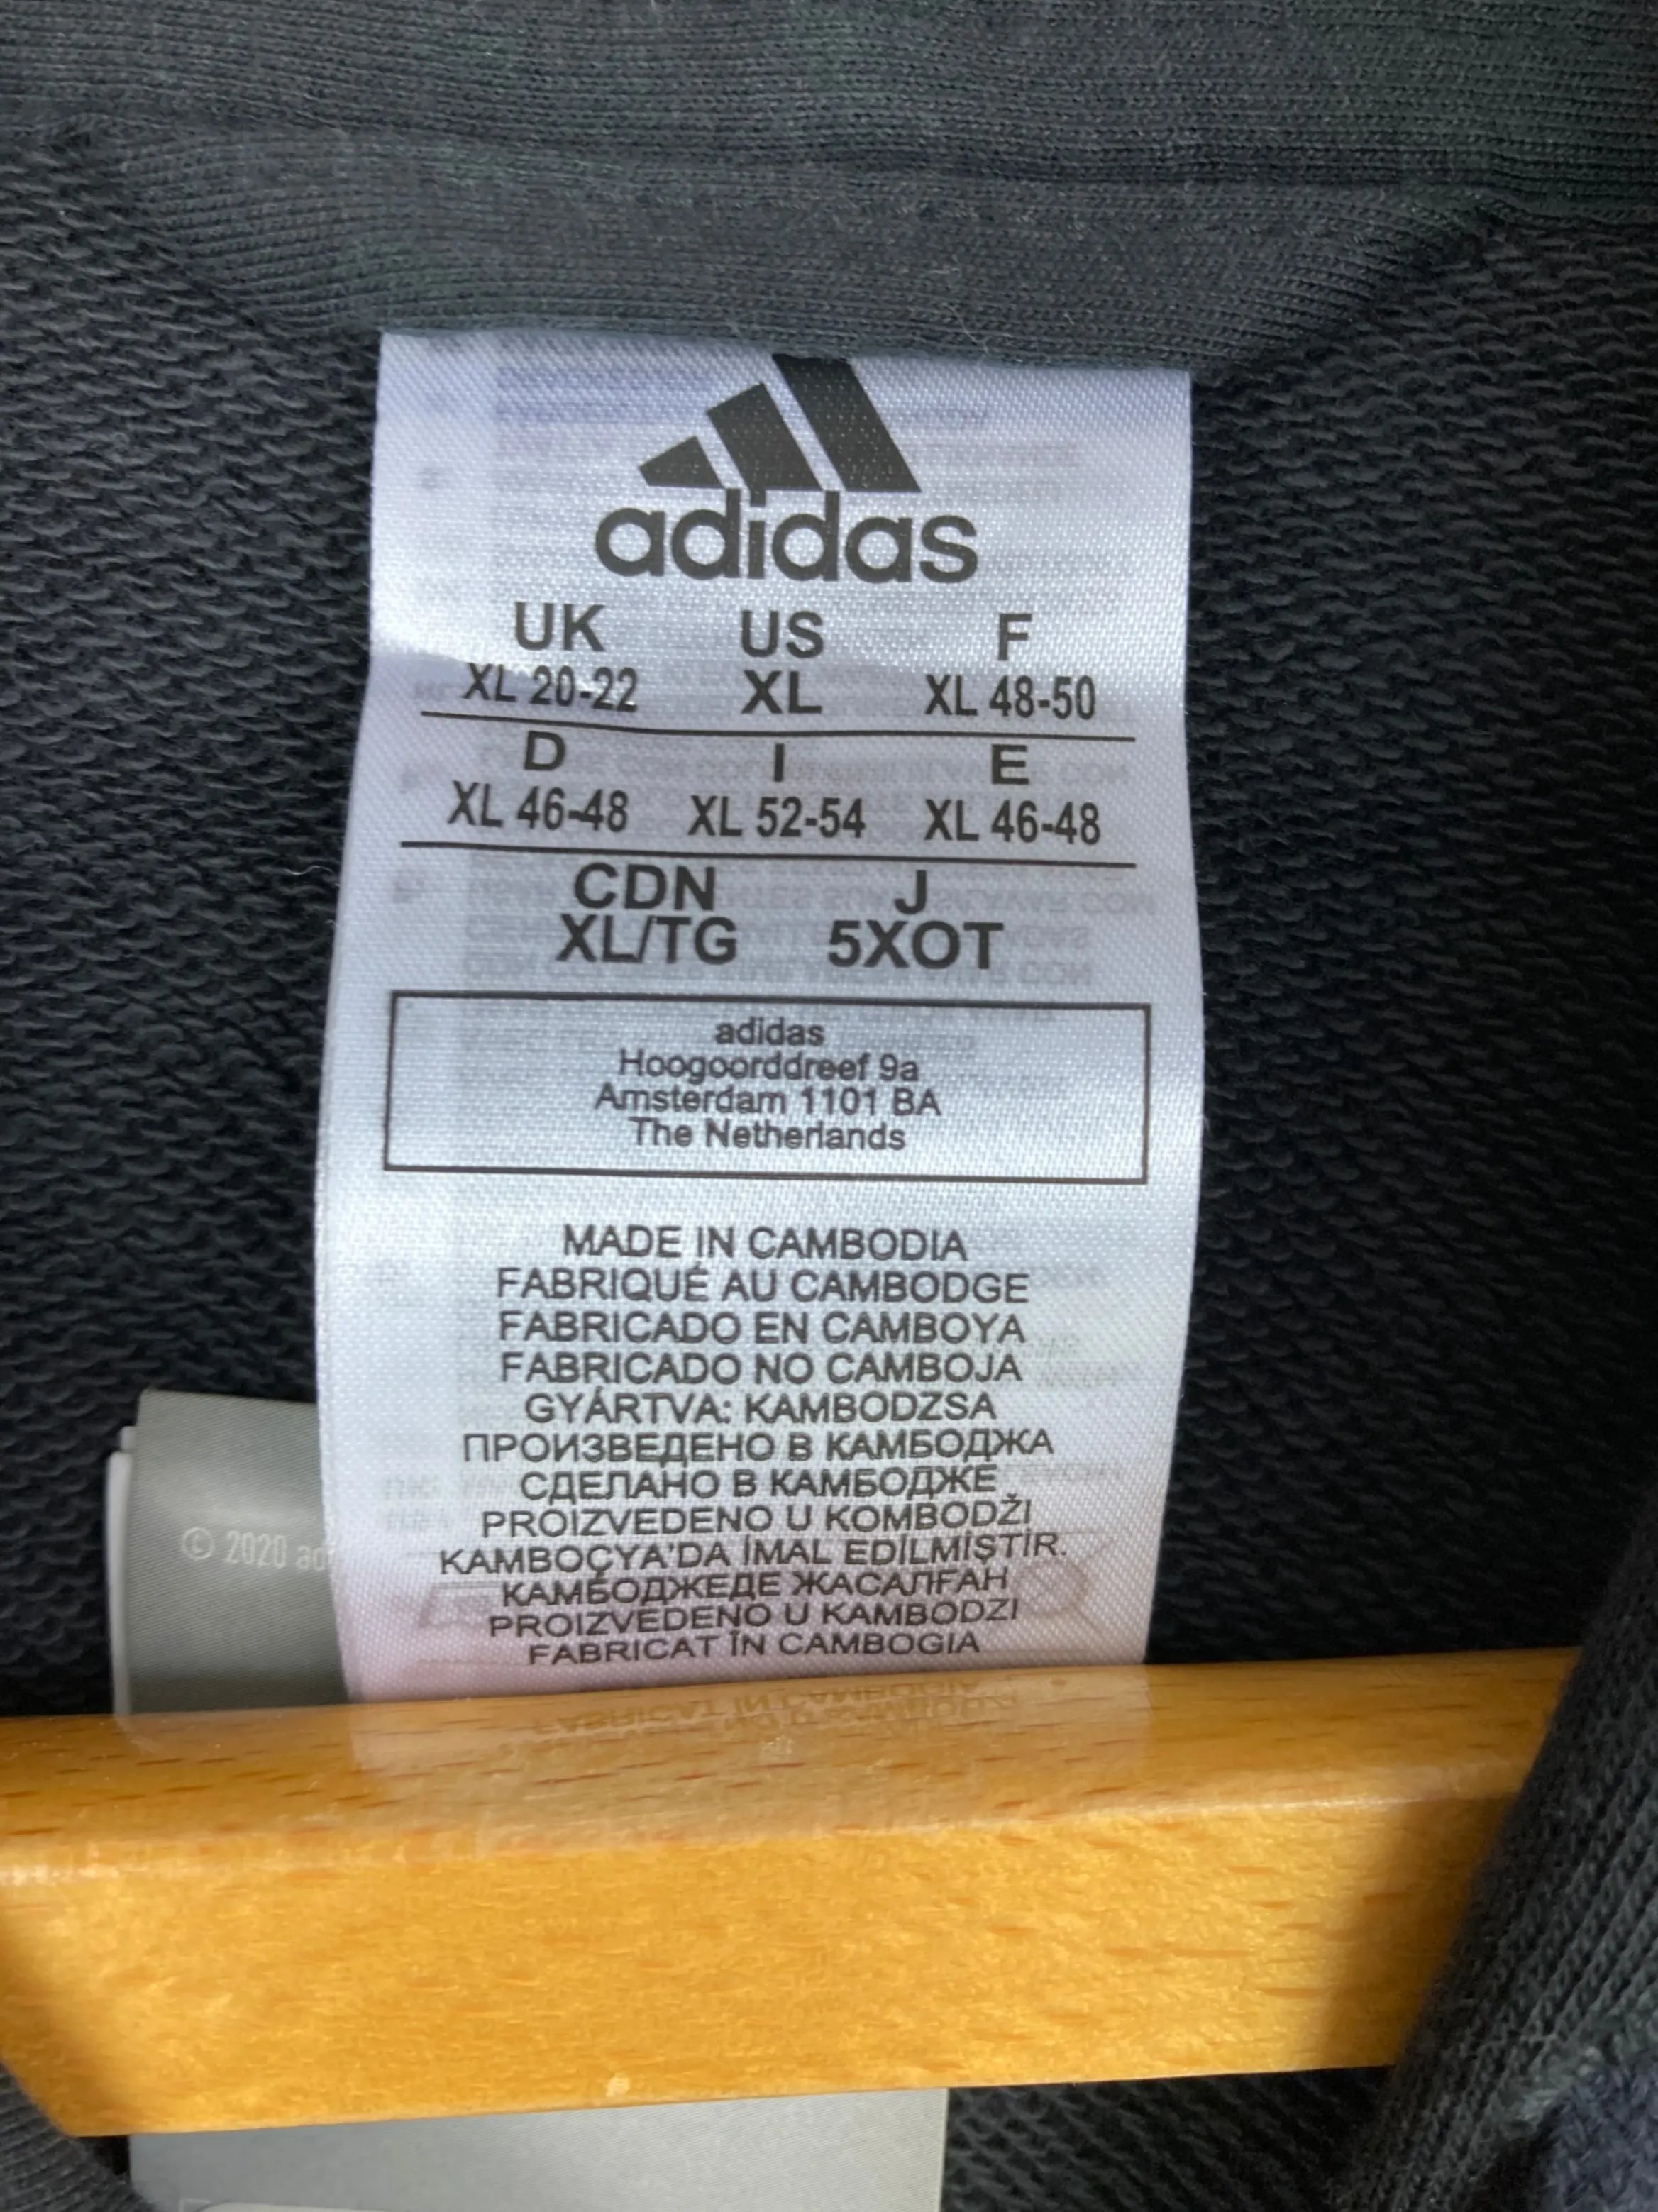 adidas
UK US F
XL 20-22 XL XL 48-50
D I E
XL 46-48 XL 52-54 XL 46-48
CDN J
XL/TG 5XOT
adidas
Hoogoorddreef 9a
Amsterdam 1101 BA
The Netherlands
MADE IN CAMBODIA
FABRIQUÉ AU CAMBODGE
FABRICADO EN CAMBOYA
FABRICADO NO CAMBOJA
GYÁRTVA: KAMBODZSA
ПРОИЗВЕДЕНО В КАМБОДЖА
СДЕЛАНО В КАМБОДЖЕ
PROIZVEDENO U KOMBODŽI
KAMBOÇYA'DA İMAL EDİLMİŞTİR.
КАМБОДЖЕДЕ ЖАСАЛҒАН
PROIZVEDENO U KAMBODZI
FABRICAT ÎN CAMBOGIA
© 2020